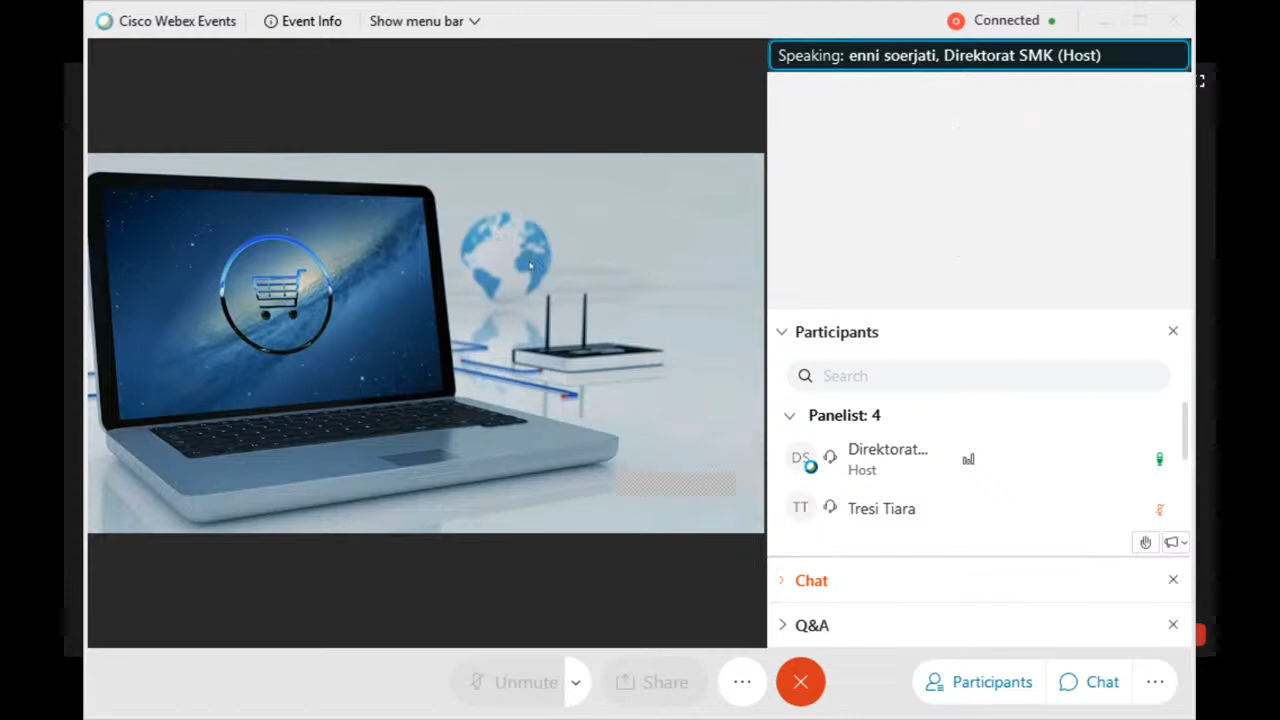 Cisco Webex Events
Event Info
Show menu bar
Connected
Speaking: enni soerjati, Direktorat SMK (Host)
Participants
Search
Panelist: 4
DS
Direktorat...
Host
TT
Tresi Tiara
Chat
Q&A
Unmute
Share
Participants
Chat